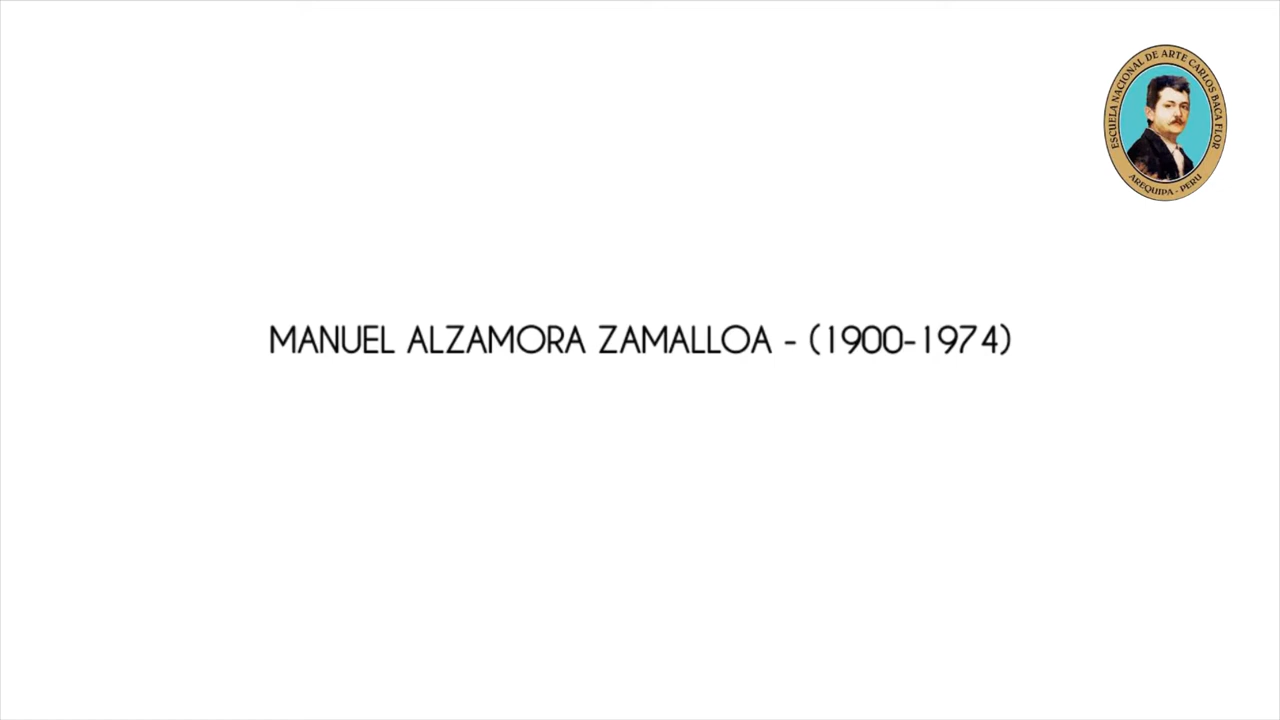 ESCUELA NACIONAL DE ARTE CARLOS BACA FLOR
AREQUIPA - PERU
MANUEL ALZAMORA ZAMALLOA - (1900-1974)